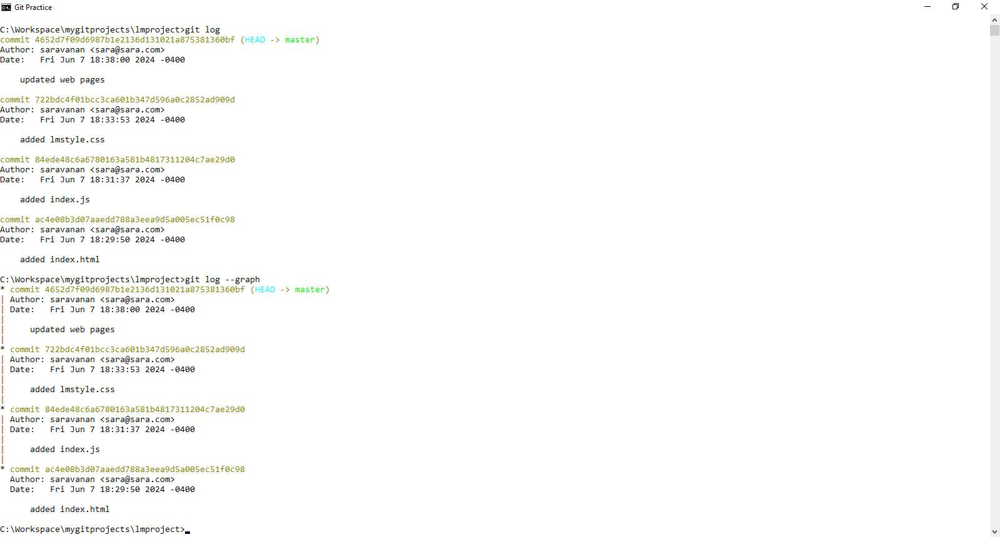 Git Practice
C:\Workspace\mygitprojects\lmproject>git log
commit 4652d7f09d6987b1e2136d131021a875381360bf (HEAD -> master)
Author: saravanan <sara@sara.com>
Date:   Fri Jun 7 18:38:00 2024 -0400
    updated web pages
commit 722bdc4f01bcc3ca601b347d596a0c2852ad909d
Author: saravanan <sara@sara.com>
Date:   Fri Jun 7 18:33:53 2024 -0400
    added lmstyle.css
commit 84ede48c6a6780163a581b4817311204c7ae29d0
Author: saravanan <sara@sara.com>
Date:   Fri Jun 7 18:31:37 2024 -0400
    added index.js
commit ac4e08b3d07aaedd788a3eea9d5a005ec51f0c98
Author: saravanan <sara@sara.com>
Date:   Fri Jun 7 18:29:50 2024 -0400
    added index.html
C:\Workspace\mygitprojects\lmproject>git log --graph
* commit 4652d7f09d6987b1e2136d131021a875381360bf (HEAD -> master)
| Author: saravanan <sara@sara.com>
| Date:   Fri Jun 7 18:38:00 2024 -0400
|
|     updated web pages
|
* commit 722bdc4f01bcc3ca601b347d596a0c2852ad909d
| Author: saravanan <sara@sara.com>
| Date:   Fri Jun 7 18:33:53 2024 -0400
|
|     added lmstyle.css
|
* commit 84ede48c6a6780163a581b4817311204c7ae29d0
| Author: saravanan <sara@sara.com>
| Date:   Fri Jun 7 18:31:37 2024 -0400
|
|     added index.js
|
* commit ac4e08b3d07aaedd788a3eea9d5a005ec51f0c98
  Author: saravanan <sara@sara.com>
  Date:   Fri Jun 7 18:29:50 2024 -0400
      added index.html
C:\Workspace\mygitprojects\lmproject>